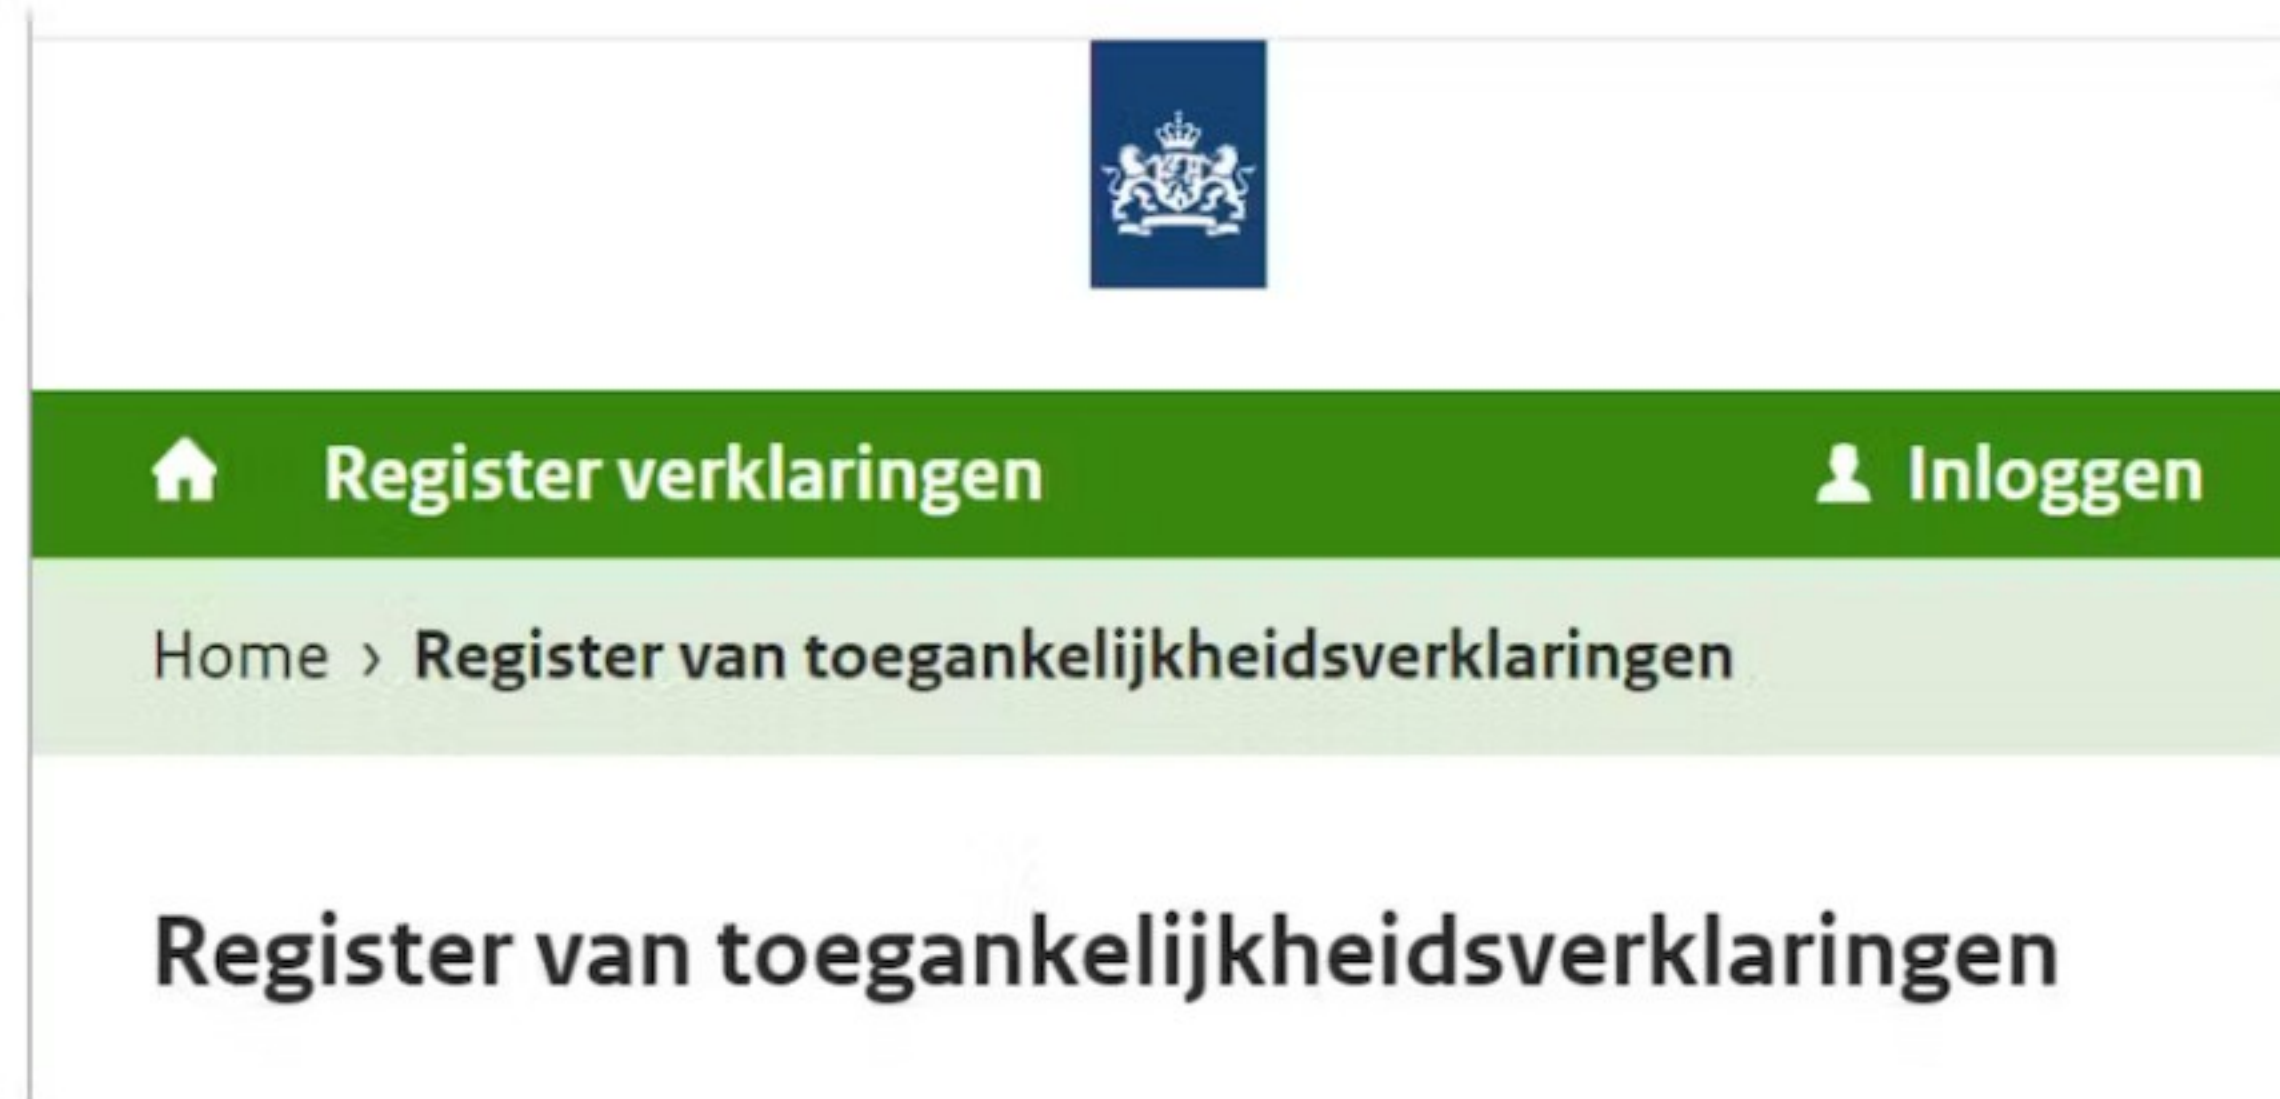 Register verklaringen
Inloggen
Home › Register van toegankelijkheidsverklaringen
Register van toegankelijkheidsverklaringen